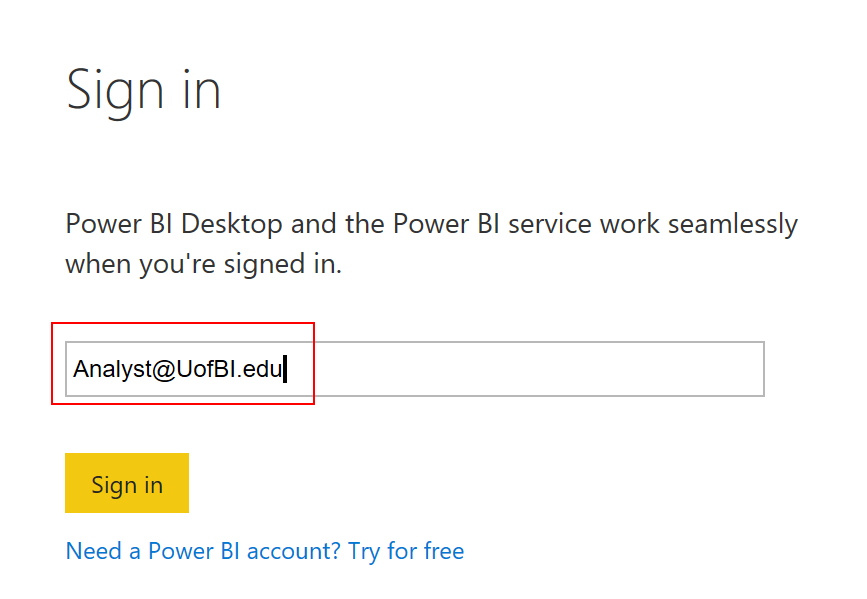 Sign in
Power BI Desktop and the Power BI service work seamlessly
when you're signed in.
Analyst@UofBI.edu
Sign in
Need a Power BI account? Try for free